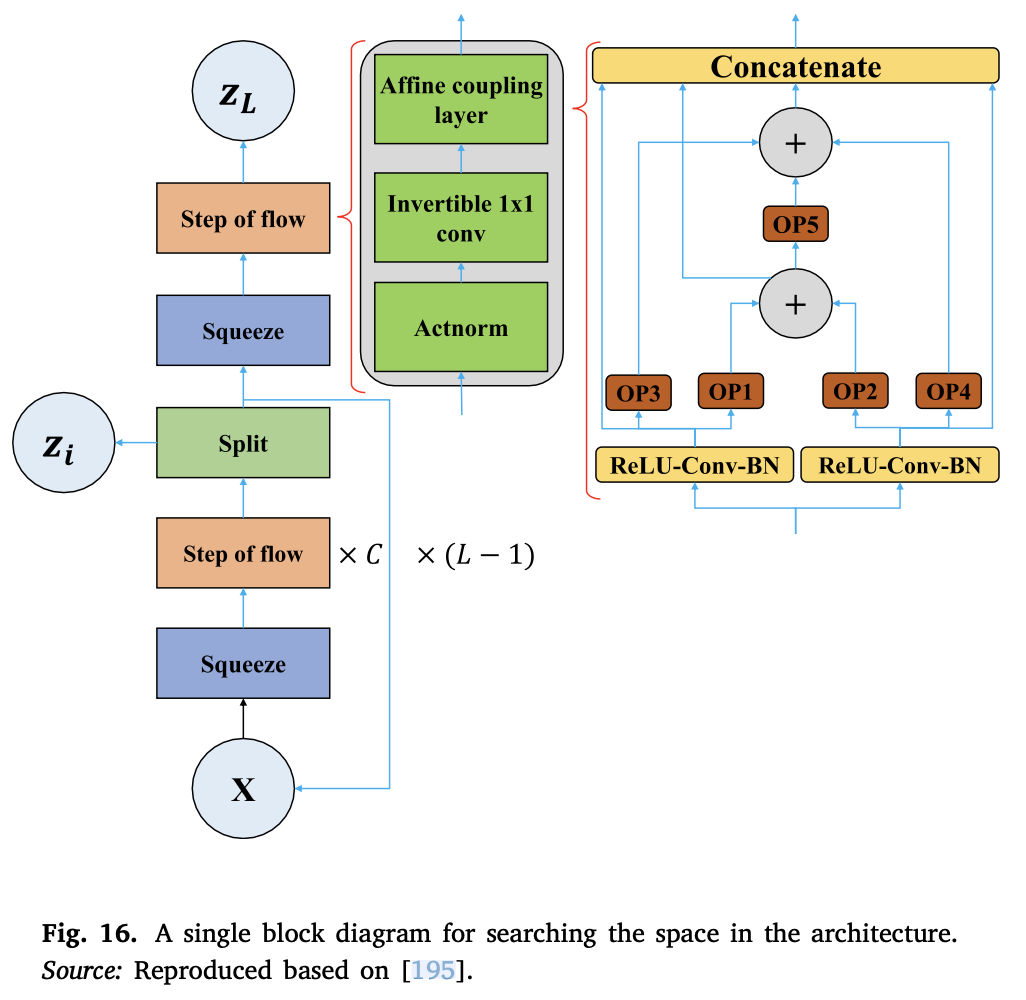 z_L
Step of flow
Squeeze
z_i
Split
Step of flow
× C
× (L − 1)
Squeeze
X
Affine coupling
layer
Invertible 1x1
conv
Actnorm
Concatenate
+
OP5
+
OP3
OP1
OP2
OP4
ReLU-Conv-BN
ReLU-Conv-BN
Fig. 16. A single block diagram for searching the space in the architecture.
Source: Reproduced based on [195].